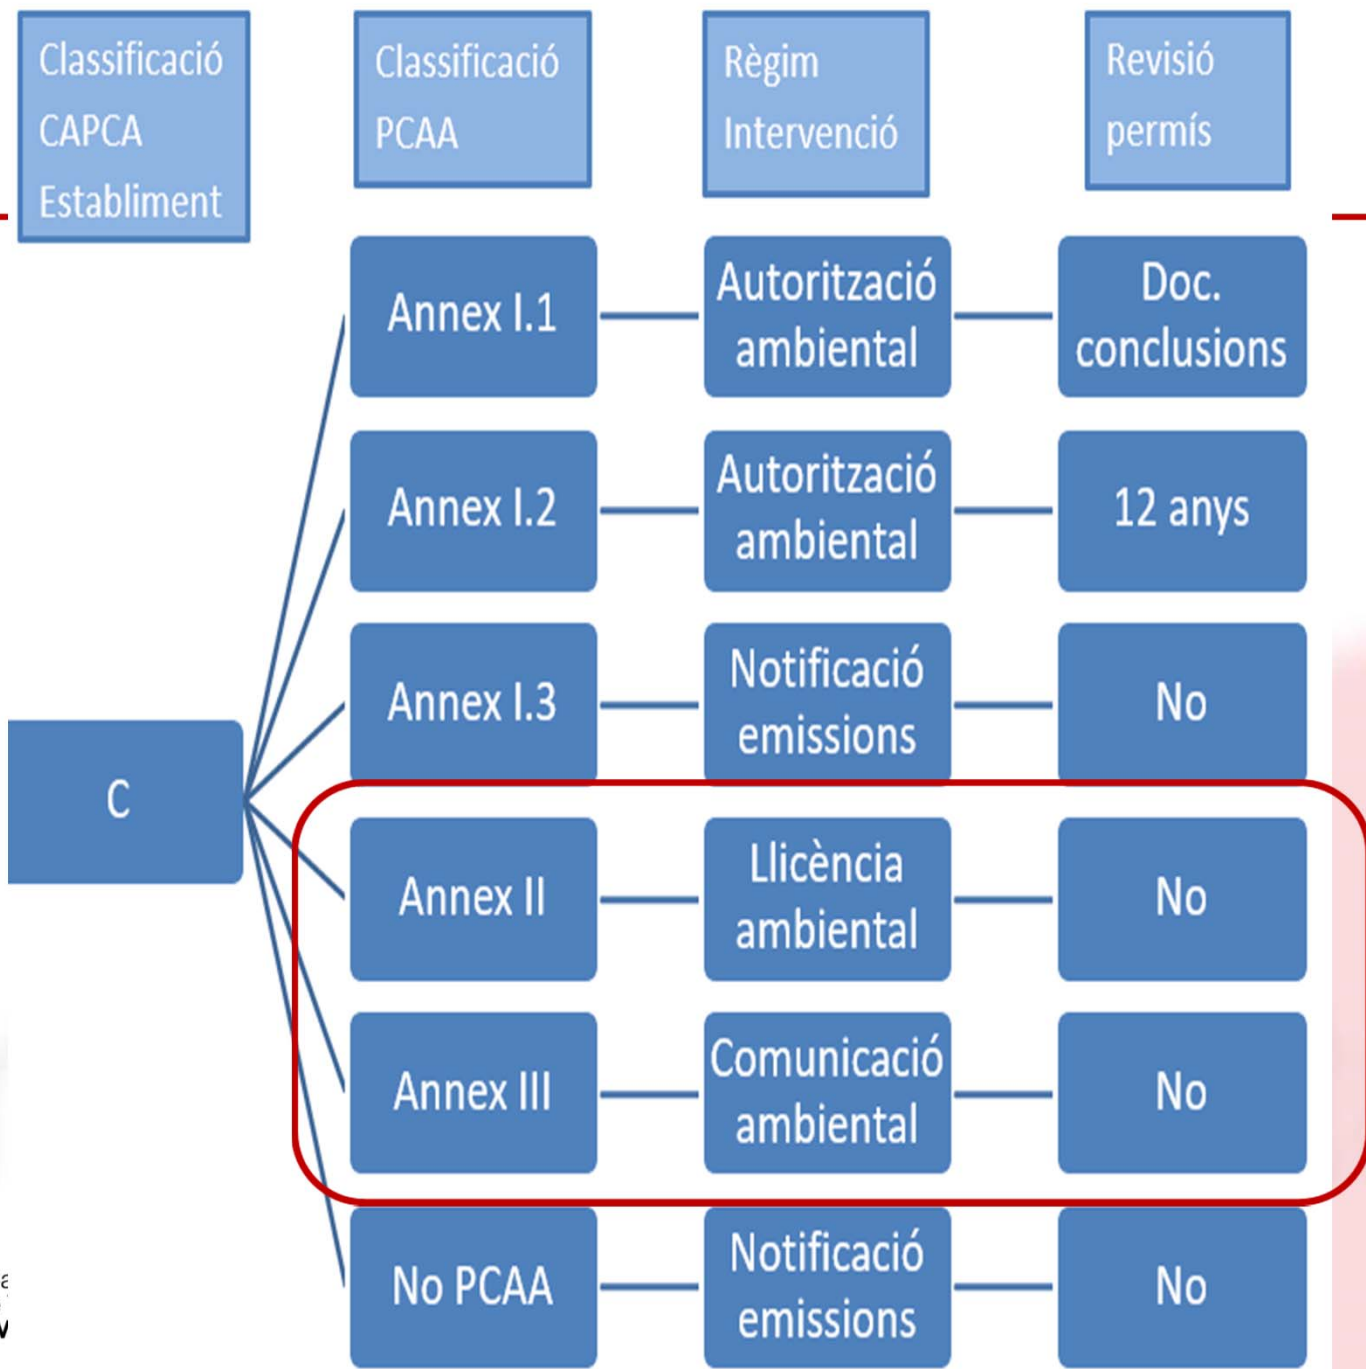 Classificació
CAPCA
Establiment
Classificació
PCAA
Règim
Intervenció
Revisió
permís
C
Annex I.1
Autorització
ambiental
Doc.
conclusions
Annex I.2
Autorització
ambiental
12 anys
Annex I.3
Notificació
emissions
No
Annex II
Llicència
ambiental
No
Annex III
Comunicació
ambiental
No
No PCAA
Notificació
emissions
No